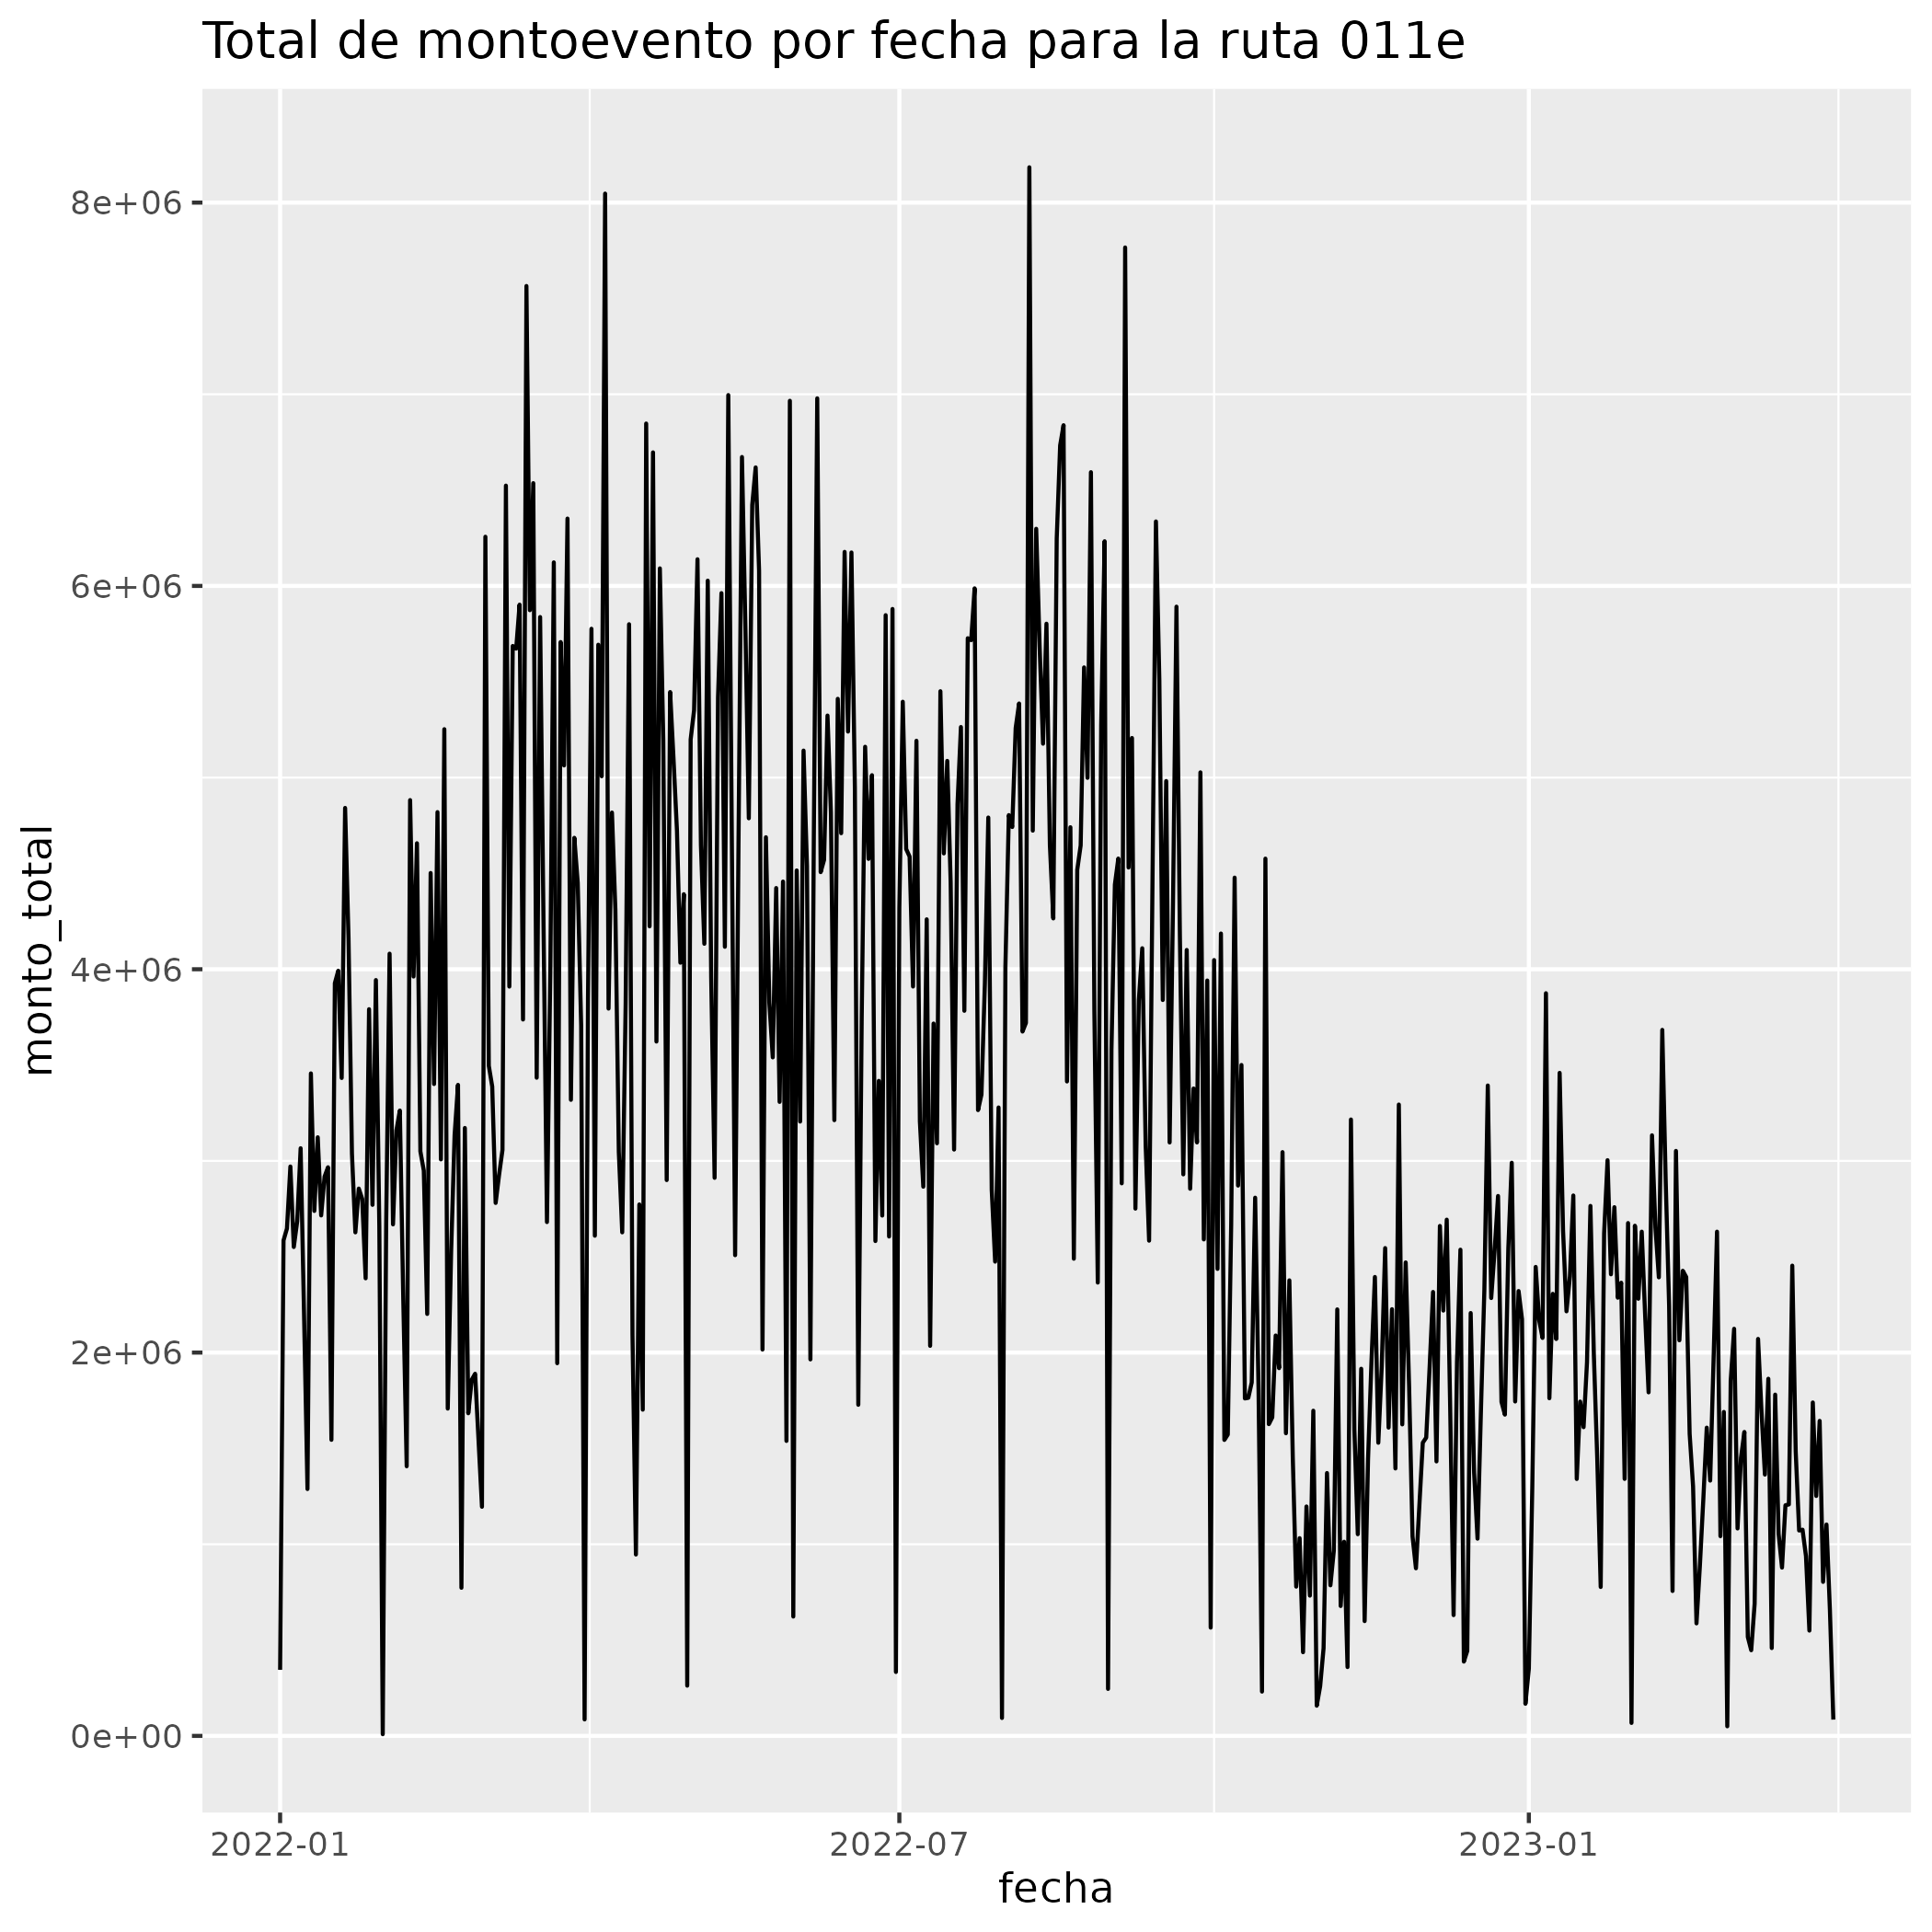 Total de montoevento por fecha para la ruta 011e
monto_total
8e+06
6e+06
4e+06
2e+06
0e+00
2022-01
2022-07
2023-01
fecha